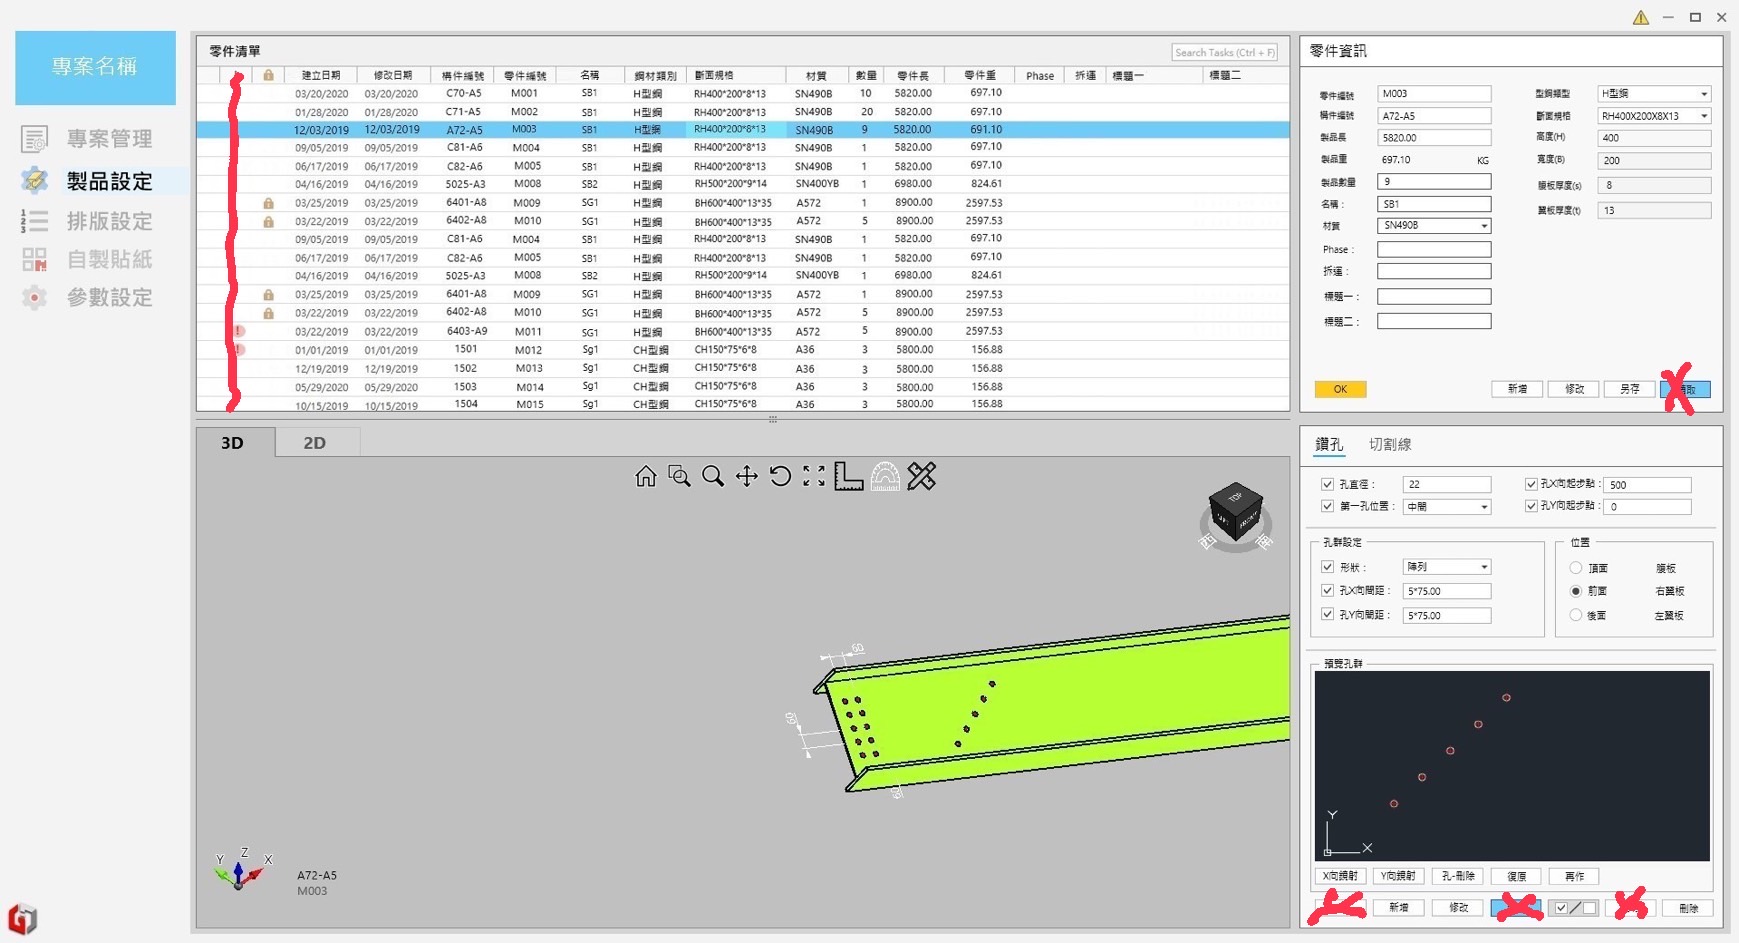 專案名稱
專案管理
製品設定
排版設定
自製貼紙
參數設定
零件清單
Search Tasks (Ctrl + F)
建立日期 修改日期 構件編號 零件編號 名稱 鋼材類別 斷面規格 材質 數量 零件長 零件重 Phase 拆運 標題一 標題二
03/20/2020 03/20/2020 C70-A5 M001 SB1 H型鋼 RH400*200*8*13 SN490B 10 5820.00 697.10
01/28/2020 01/28/2020 C71-A5 M002 SB1 H型鋼 RH400*200*8*13 SN490B 20 5820.00 697.10
12/03/2019 12/03/2019 A72-A5 M003 SB1 H型鋼 RH400*200*8*13 SN490B 9 5820.00 691.10
09/05/2019 09/05/2019 C81-A6 M004 SB1 H型鋼 RH400*200*8*13 SN490B 1 5820.00 697.10
06/17/2019 06/17/2019 C82-A6 M005 SB1 H型鋼 RH400*200*8*13 SN490B 1 5820.00 697.10
04/16/2019 04/16/2019 5025-A3 M008 SB2 H型鋼 RH500*200*9*14 SN400YB 1 6980.00 824.61
03/25/2019 03/25/2019 6401-A8 M009 SG1 H型鋼 BH600*400*13*35 A572 1 8900.00 2597.53
03/22/2019 03/22/2019 6402-A8 M010 SG1 H型鋼 BH600*400*13*35 A572 5 8900.00 2597.53
09/05/2019 09/05/2019 C81-A6 M004 SB1 H型鋼 RH400*200*8*13 SN490B 1 5820.00 697.10
06/17/2019 06/17/2019 C82-A6 M005 SB1 H型鋼 RH400*200*8*13 SN490B 1 5820.00 697.10
04/16/2019 04/16/2019 5025-A3 M008 SB2 H型鋼 RH500*200*9*14 SN400YB 1 6980.00 824.61
03/25/2019 03/25/2019 6401-A8 M009 SG1 H型鋼 BH600*400*13*35 A572 1 8900.00 2597.53
03/22/2019 03/22/2019 6402-A8 M010 SG1 H型鋼 BH600*400*13*35 A572 5 8900.00 2597.53
03/22/2019 03/22/2019 6403-A9 M011 SG1 H型鋼 BH600*400*13*35 A572 5 8900.00 2597.53
01/01/2019 01/01/2019 1501 M012 Sg1 CH型鋼 CH150*75*6*8 A36 3 5800.00 156.88
12/19/2019 12/19/2019 1502 M013 Sg1 CH型鋼 CH150*75*6*8 A36 3 5800.00 156.88
05/29/2020 05/29/2020 1503 M014 Sg1 CH型鋼 CH150*75*6*8 A36 3 5800.00 156.88
10/15/2019 10/15/2019 1504 M015 Sg1 CH型鋼 CH150*75*6*8 A36 3 5800.00 156.88
3D 2D
TOP
FRONT
西 南
60
60
Y Z X
A72-A5
M003
零件資訊
零件編號 M003 型鋼類型 H型鋼
構件編號 A72-A5 斷面規格 RH400X200X8X13
製品長 5820.00 高度(H) 400
製品重 697.10 KG 寬度(B) 200
製品數量 9 腹板厚度(s) 8
名稱： SB1 翼板厚度(t) 13
材質 SN490B
Phase：
拆運：
標題一：
標題二：
OK 新增 修改 另存 取
鑽孔 切割線
孔直徑： 22 孔X向起步點： 500
第一孔位置： 中間 孔Y向起步點： 0
孔群設定 位置
形狀： 陣列 頂面 腹板
孔X向間距： 5*75.00 前面 右翼板
孔Y向間距： 5*75.00 後面 左翼板
預覽孔群
Y
X
X向鏡射 Y向鏡射 孔-刪除 復原 再作
新增 修改 刪除